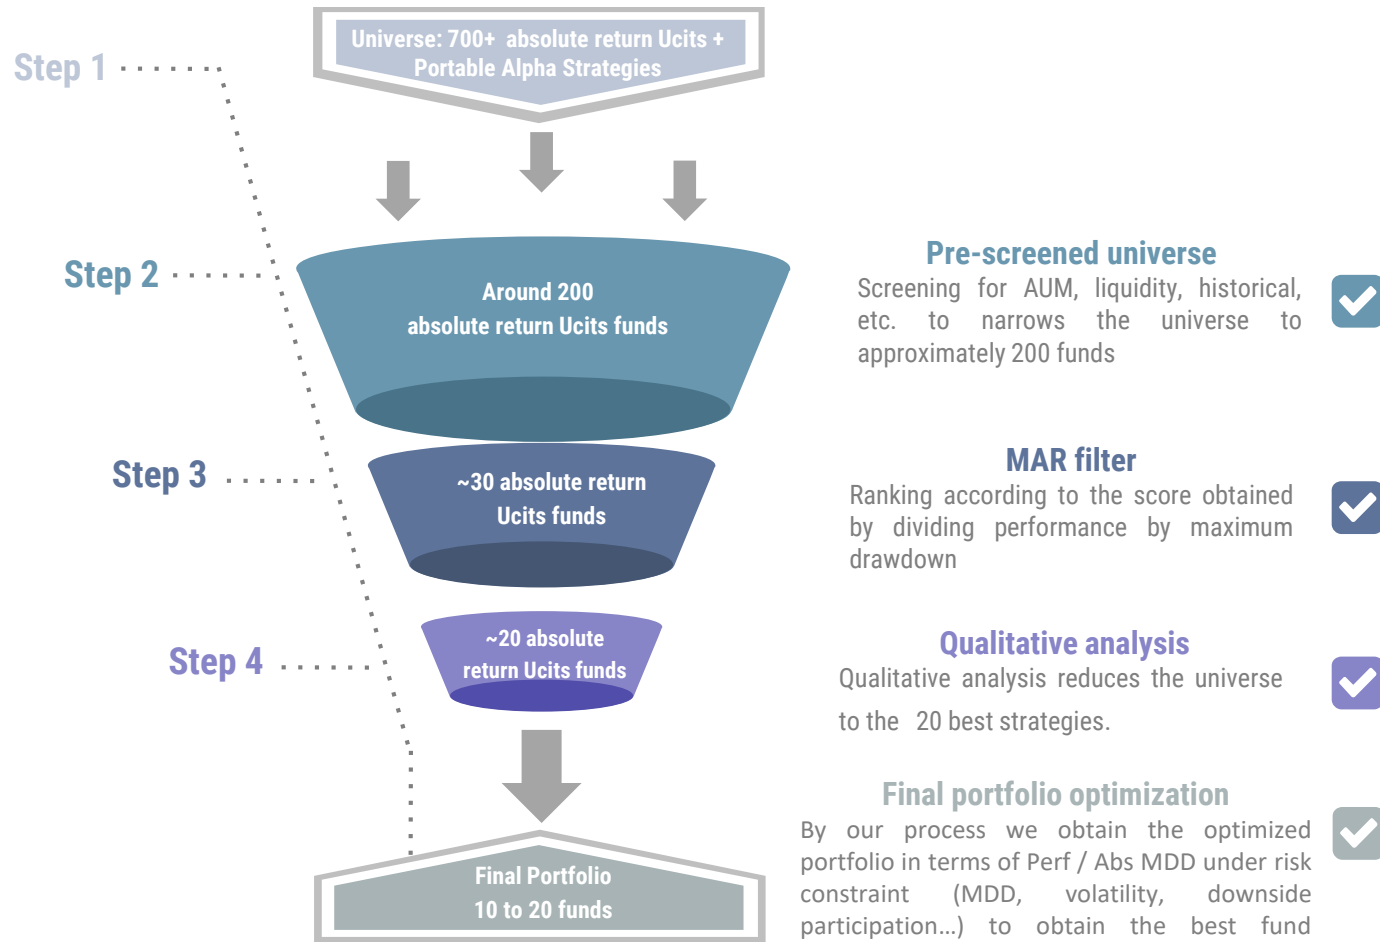 Step 1
Universe: 700+ absolute return Ucits +
Portable Alpha Strategies
Step 2
Around 200
absolute return Ucits funds
Pre-screened universe
Screening for AUM, liquidity, historical,
etc. to narrows the universe to
approximately 200 funds
Step 3
~30 absolute return
Ucits funds
MAR filter
Ranking according to the score obtained
by dividing performance by maximum
drawdown
Step 4
~20 absolute
return Ucits funds
Qualitative analysis
Qualitative analysis reduces the universe
to the 20 best strategies.
Final Portfolio
10 to 20 funds
Final portfolio optimization
By our process we obtain the optimized
portfolio in terms of Perf / Abs MDD under risk
constraint (MDD, volatility, downside
participation…) to obtain the best fund